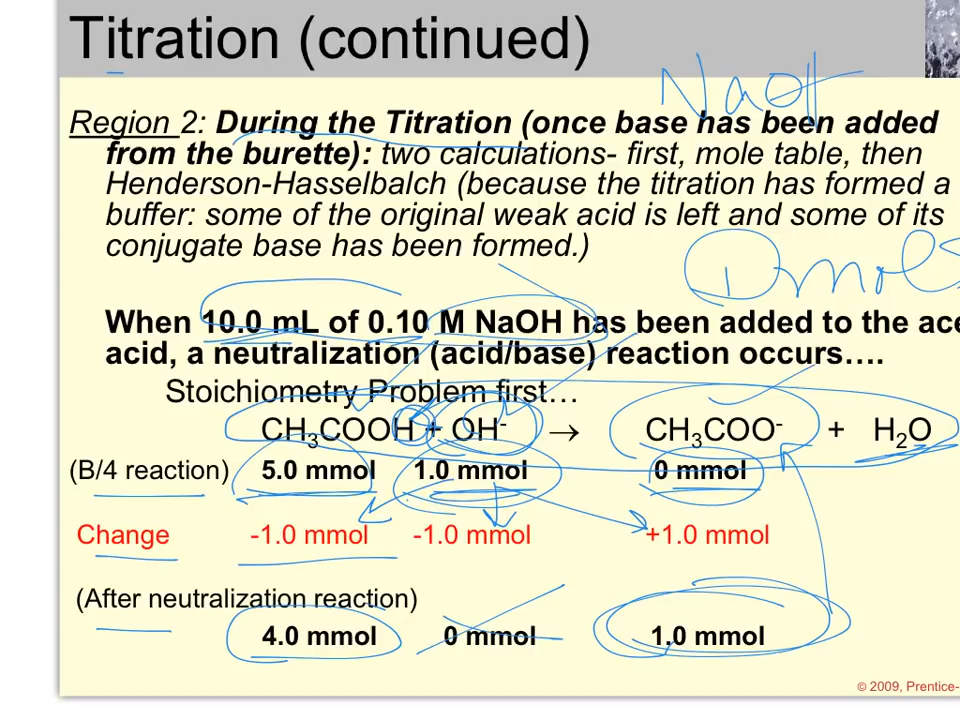 Titration (continued)
NaOH
Region 2: During the Titration (once base has been added
from the burette): two calculations- first, mole table, then
Henderson-Hasselbalch (because the titration has formed a
buffer: some of the original weak acid is left and some of its
conjugate base has been formed.)
When 10.0 mL of 0.10 M NaOH has been added to the ace
acid, a neutralization (acid/base) reaction occurs….
Stoichiometry Problem first…
CH₃COOH + OH⁻ → CH₃COO⁻ + H₂O
(B/4 reaction) 5.0 mmol 1.0 mmol 0 mmol
Change -1.0 mmol -1.0 mmol +1.0 mmol
(After neutralization reaction)
4.0 mmol 0 mmol 1.0 mmol
© 2009, Prentice-